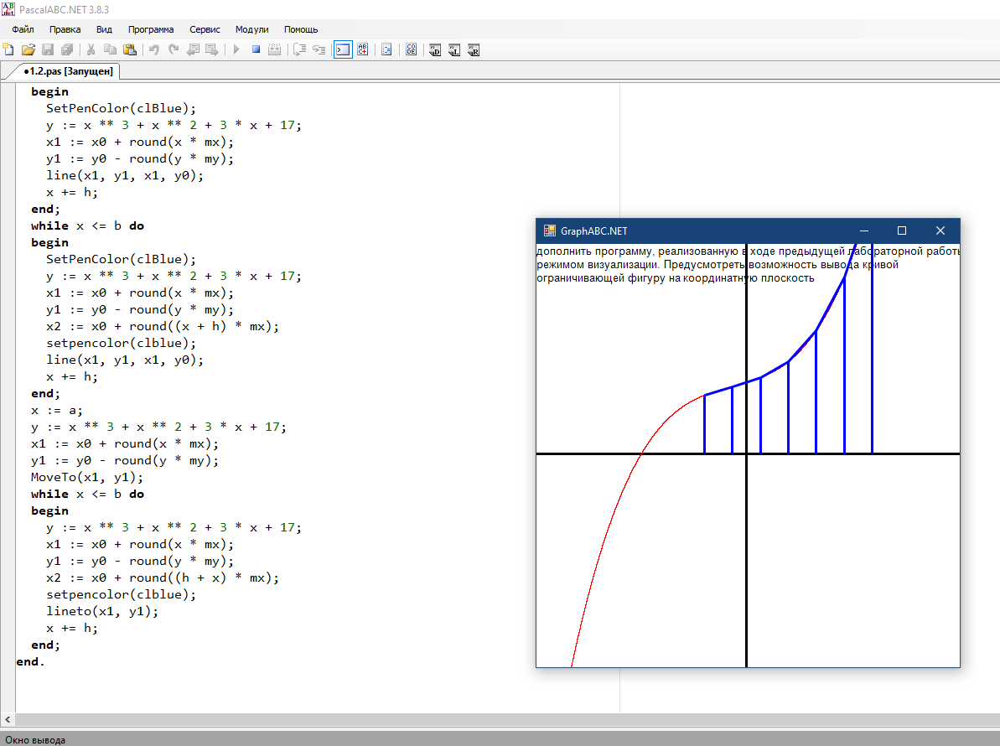 PascalABC.NET 3.8.3
Файл Правка Вид Программа Сервис Модули Помощь
•1.2.pas [Запущен]
begin
SetPenColor(clBlue);
y := x ** 3 + x ** 2 + 3 * x + 17;
x1 := x0 + round(x * mx);
y1 := y0 - round(y * my);
line(x1, y1, x1, y0);
x += h;
end;
while x <= b do
begin
SetPenColor(clBlue);
y := x ** 3 + x ** 2 + 3 * x + 17;
x1 := x0 + round(x * mx);
y1 := y0 - round(y * my);
x2 := x0 + round((x + h) * mx);
setpencolor(clblue);
line(x1, y1, x1, y0);
x += h;
end;
x := a;
y := x ** 3 + x ** 2 + 3 * x + 17;
x1 := x0 + round(x * mx);
y1 := y0 - round(y * my);
MoveTo(x1, y1);
while x <= b do
begin
y := x ** 3 + x ** 2 + 3 * x + 17;
x1 := x0 + round(x * mx);
y1 := y0 - round(y * my);
x2 := x0 + round((h + x) * mx);
setpencolor(clblue);
lineto(x1, y1);
x += h;
end;
end.
GraphABC.NET
дополнить программу, реализованную в ходе предыдущей лабораторной работы
режимом визуализации. Предусмотреть возможность вывода кривой
ограничивающей фигуру на координатную плоскость
Окно вывода